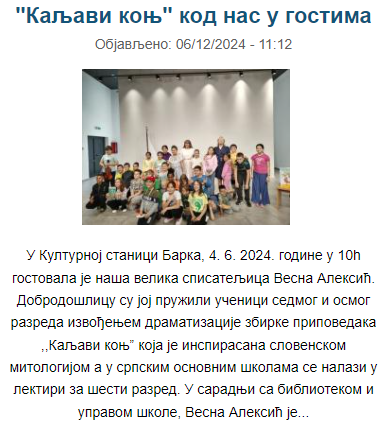 "Каљави коњ" код нас у гостима
Објављено: 06/12/2024 - 11:12
У Културној станици Барка, 4. 6. 2024. године у 10h
гостовала је наша велика списатељица Весна Алексић.
Добродошлицу су јој пружили ученици седмог и осмог
разреда извођењем драматизације збирке приповедака
,,Каљави коњ” која је инспирасана словенском
митологијом а у српским основним школама се налази у
лектири за шести разред. У сарадњи са библиотеком и
управом школе, Весна Алексић је...